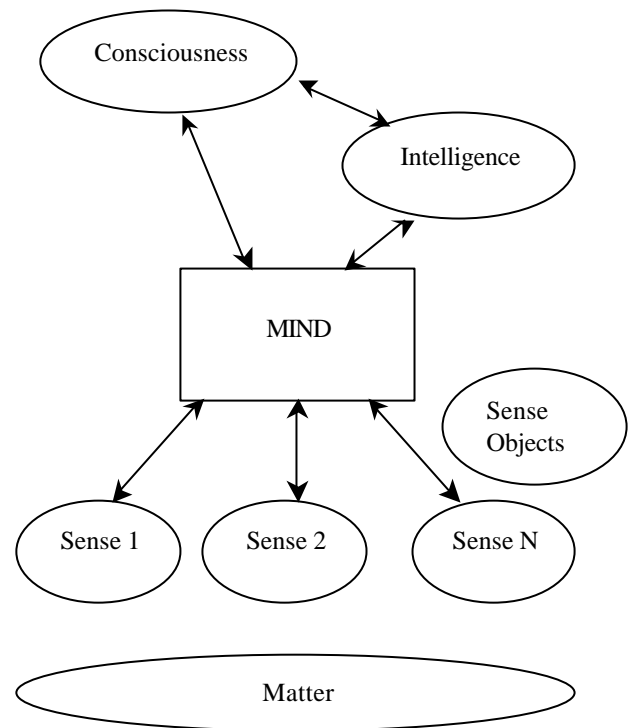 Consciousness
Intelligence
MIND
Sense
Objects
Sense 1
Sense 2
Sense N
Matter